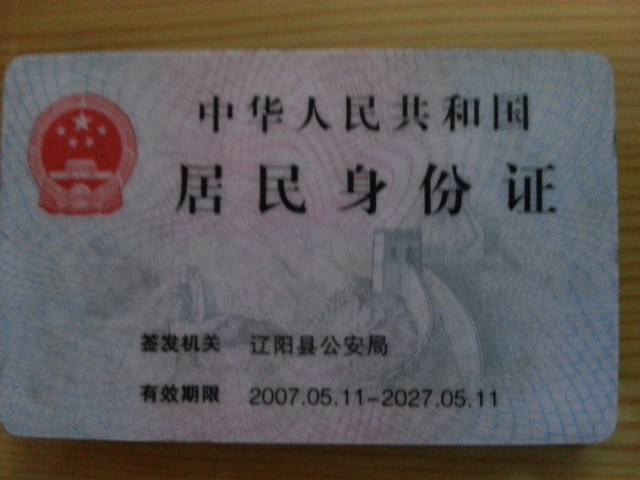 中华人民共和国
居民身份证
签发机关 辽阳县公安局
有效期限 2007.05.11-2027.05.11